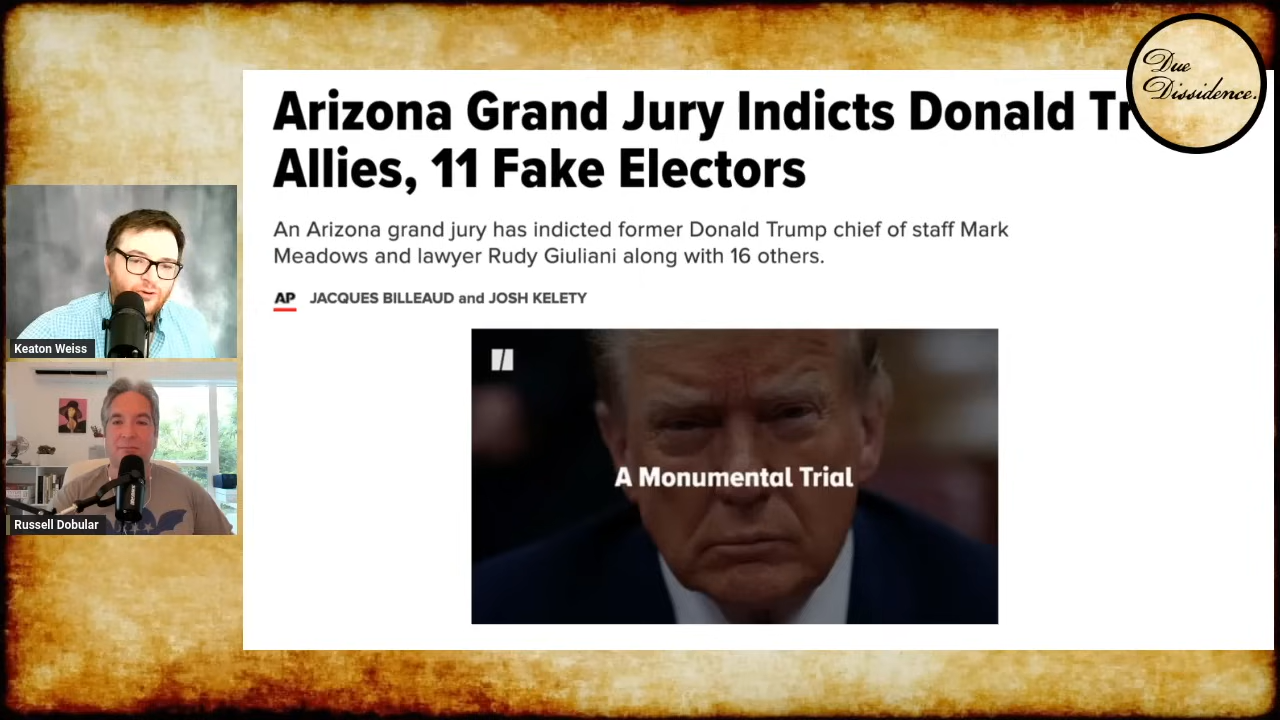 Due
Dissidence.
Arizona Grand Jury Indicts Donald Tr
Allies, 11 Fake Electors
An Arizona grand jury has indicted former Donald Trump chief of staff Mark
Meadows and lawyer Rudy Giuliani along with 16 others.
AP JACQUES BILLEAUD and JOSH KELETY
A Monumental Trial
Keaton Weiss
Russell Dobular